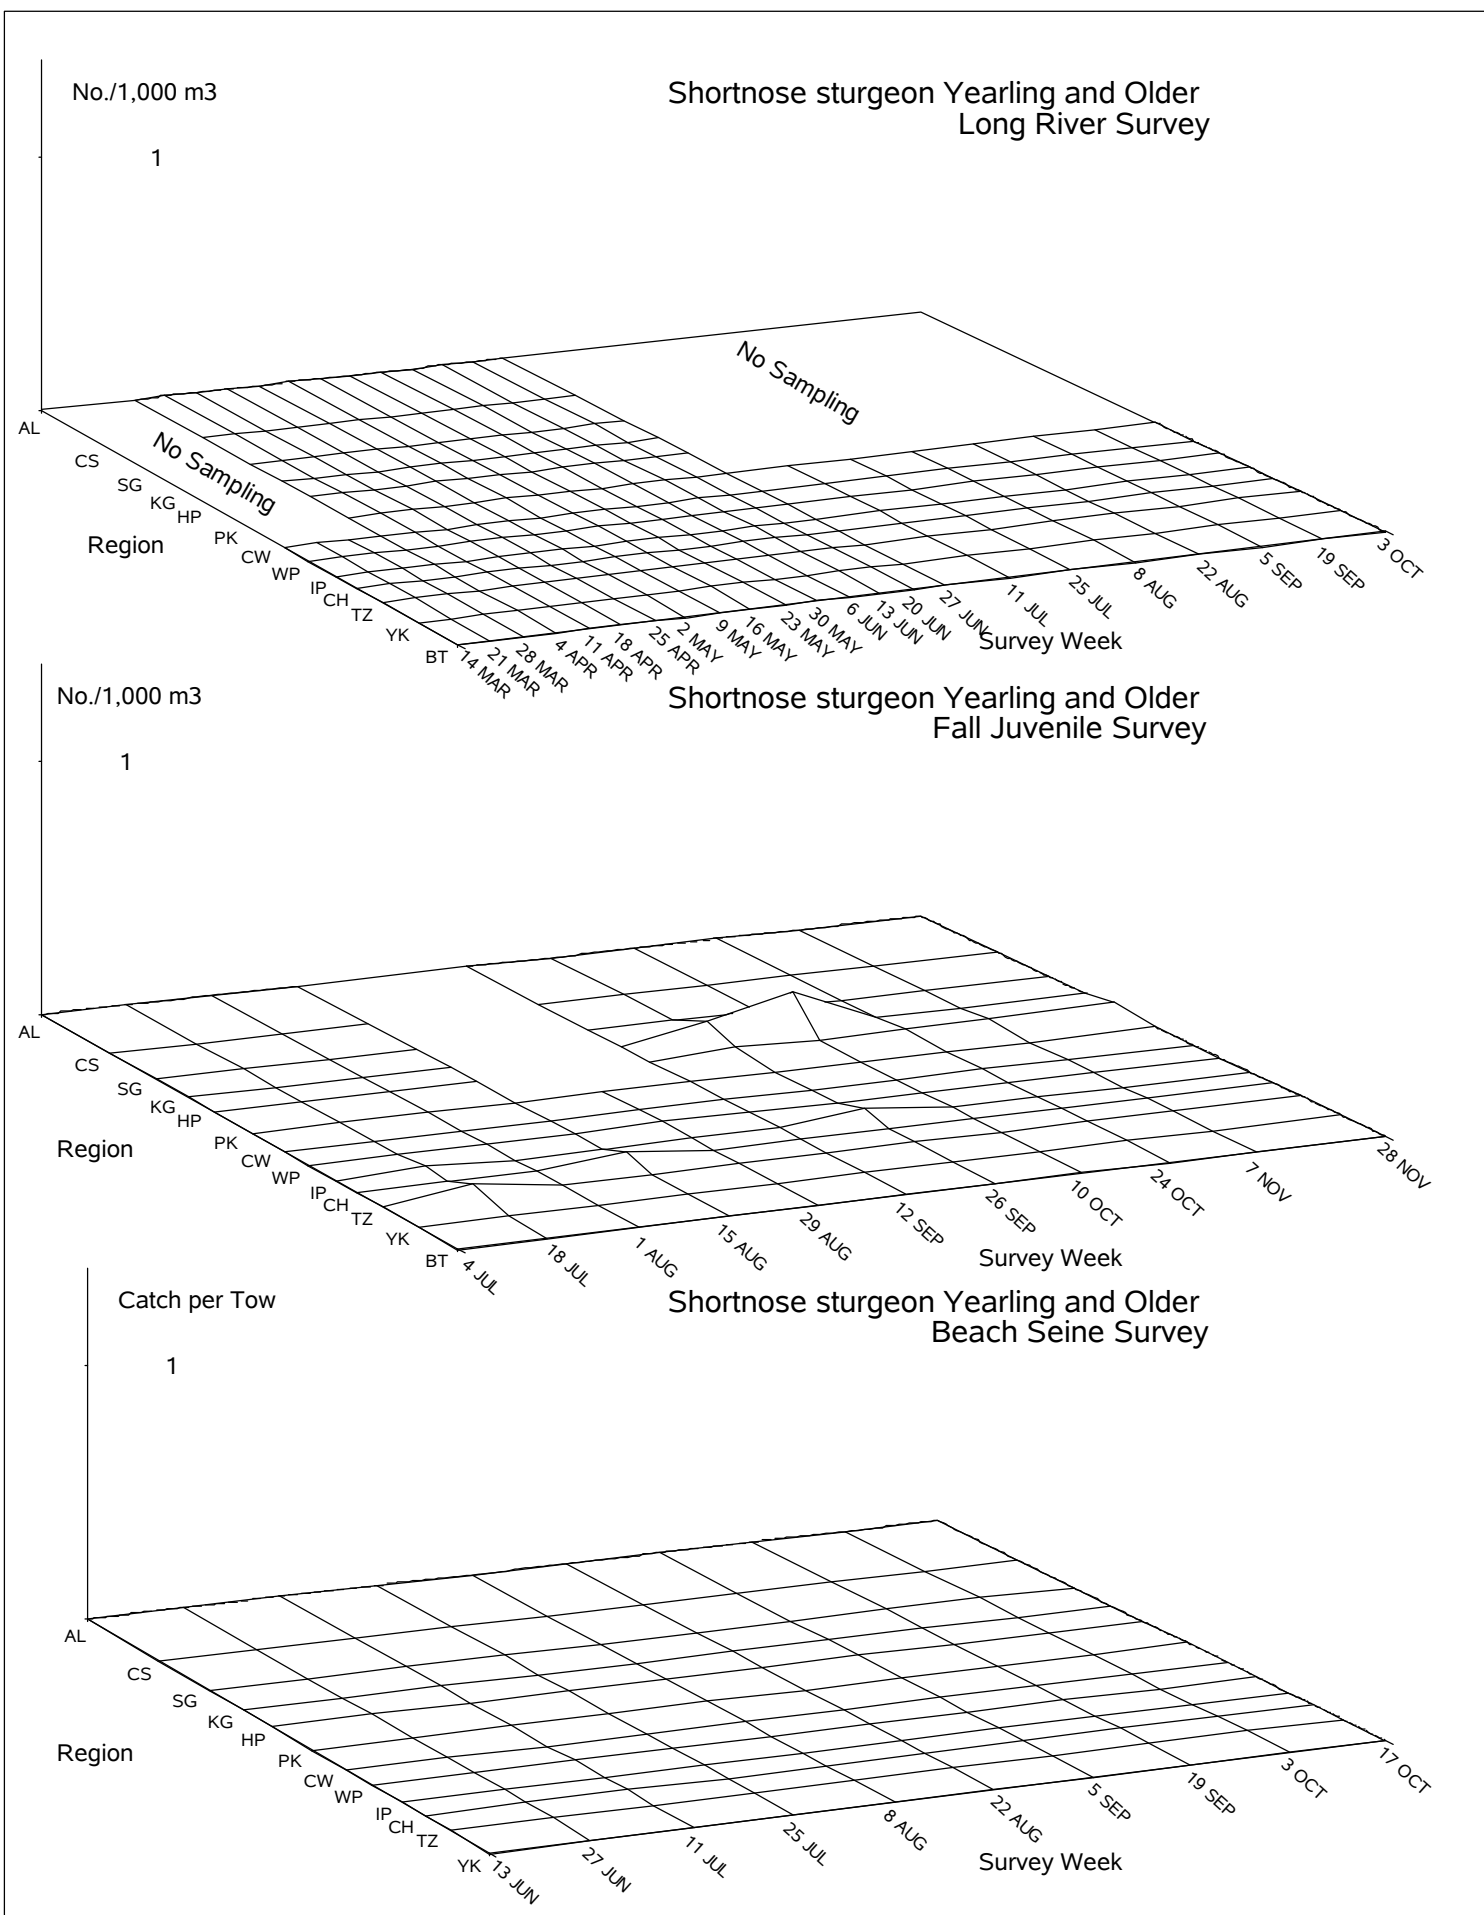 No./1,000 m3
Shortnose sturgeon Yearling and Older
Long River Survey
1
No Sampling
AL
CS
SG
KG
HP
PK
CW
WP
IP
CH
TZ
YK
BT
No Sampling
Region
14 MAR
21 MAR
28 MAR
4 APR
11 APR
18 APR
25 APR
2 MAY
9 MAY
16 MAY
23 MAY
30 MAY
6 JUN
13 JUN
20 JUN
27 JUN
11 JUL
25 JUL
8 AUG
22 AUG
5 SEP
19 SEP
3 OCT
Survey Week
No./1,000 m3
Shortnose sturgeon Yearling and Older
Fall Juvenile Survey
1
AL
CS
SG
KG
HP
PK
CW
WP
IP
CH
TZ
YK
BT
Region
4 JUL
18 JUL
1 AUG
15 AUG
29 AUG
12 SEP
26 SEP
10 OCT
24 OCT
7 NOV
28 NOV
Survey Week
Catch per Tow
Shortnose sturgeon Yearling and Older
Beach Seine Survey
1
AL
CS
SG
KG
HP
PK
CW
WP
IP
CH
TZ
YK
Region
13 JUN
27 JUN
11 JUL
25 JUL
8 AUG
22 AUG
5 SEP
19 SEP
3 OCT
17 OCT
Survey Week